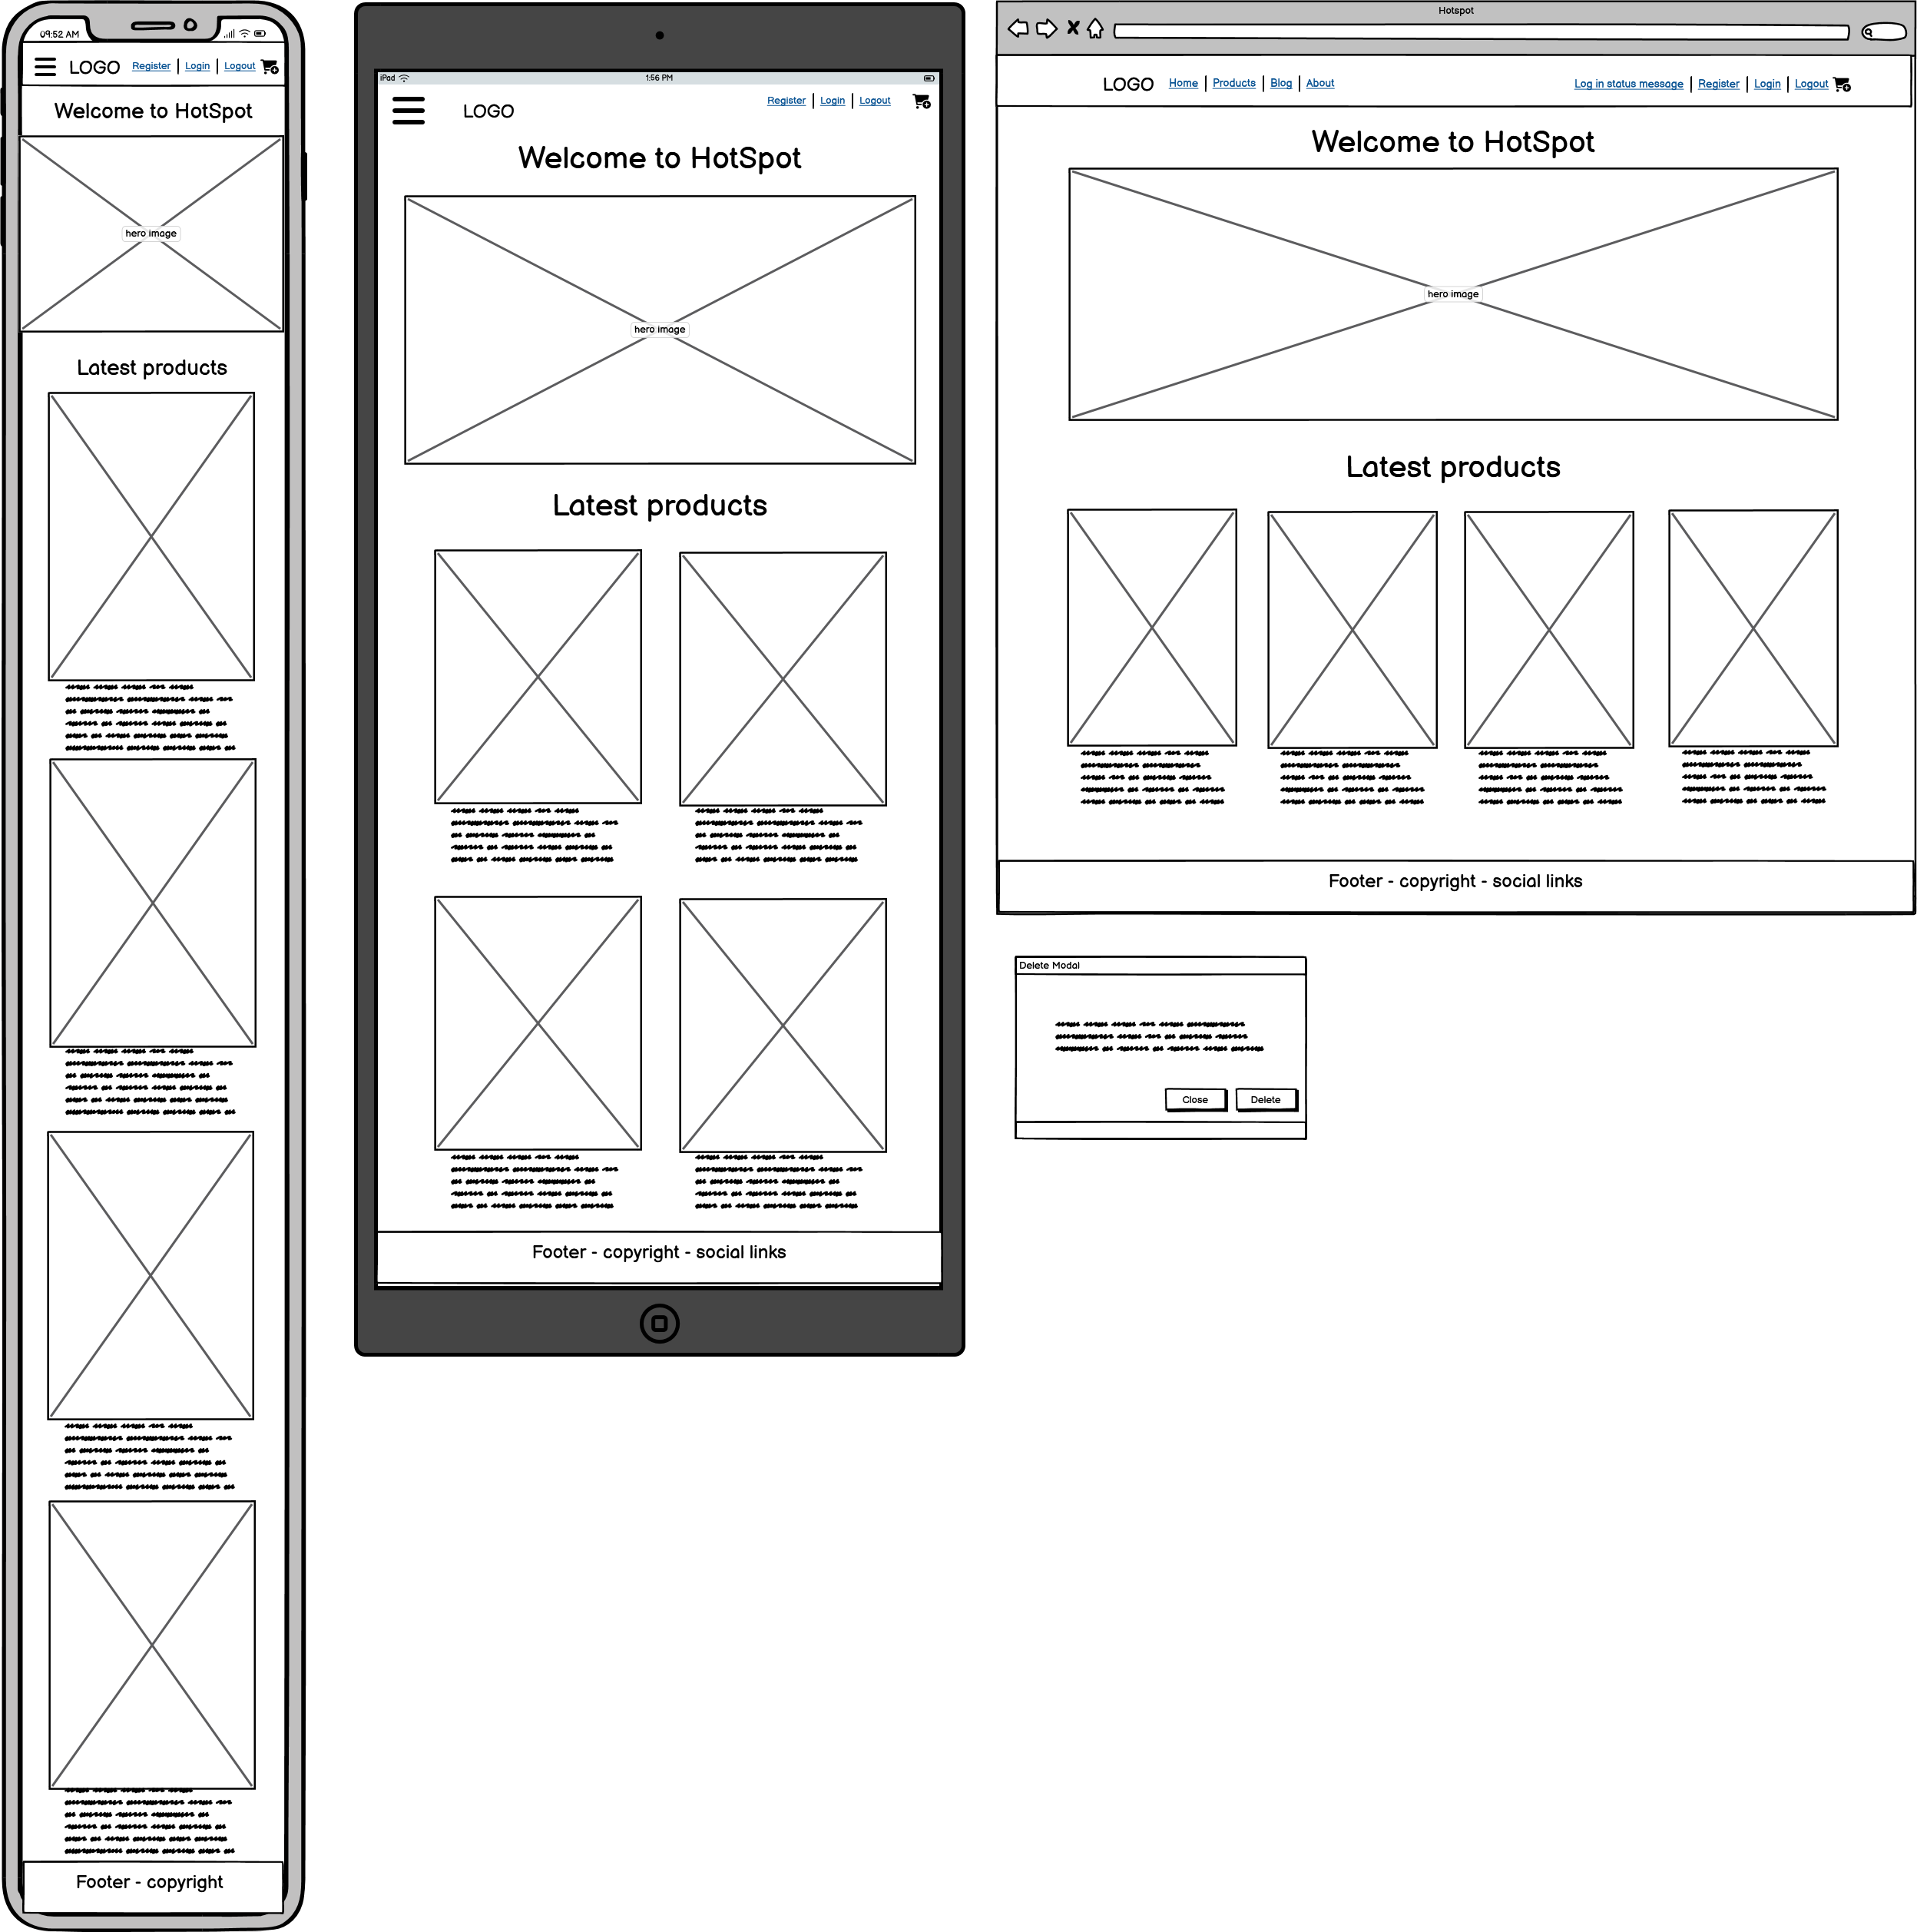 09:52 AM
LOGO Register Login Logout
Welcome to HotSpot
hero image
Latest products
Footer - copyright
iPad 1:56 PM
LOGO Register Login Logout
Welcome to HotSpot
hero image
Latest products
Footer - copyright - social links
Hotspot
LOGO Home Products Blog About Log in status message Register Login Logout
Welcome to HotSpot
hero image
Latest products
Footer - copyright - social links
Delete Modal
Close Delete